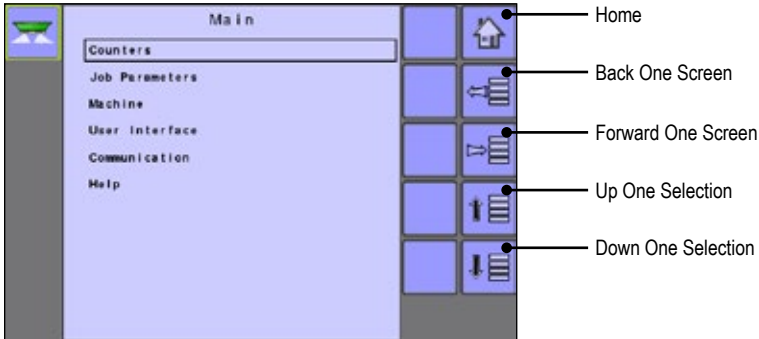 Main
Counters
Job Parameters
Machine
User Interface
Communication
Help
Home
Back One Screen
Forward One Screen
Up One Selection
Down One Selection